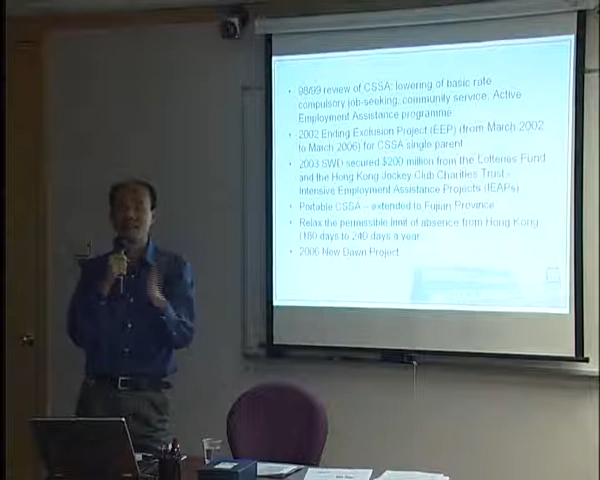 • 98/99 review of CSSA: lowering of basic rate
compulsory job-seeking, community service, Active
Employment Assistance programme
• 2002 Ending Exclusion Project (EEP) (from March 2002
to March 2006) for CSSA single parent
• 2003 SWD secured $200 million from the Lotteries Fund
and the Hong Kong Jockey Club Charities Trust -
Intensive Employment Assistance Projects (IEAPs)
• Portable CSSA – extended to Fujian Province
• Relax the permissible limit of absence from Hong Kong
(180 days to 240 days a year
• 2006 New Dawn Project